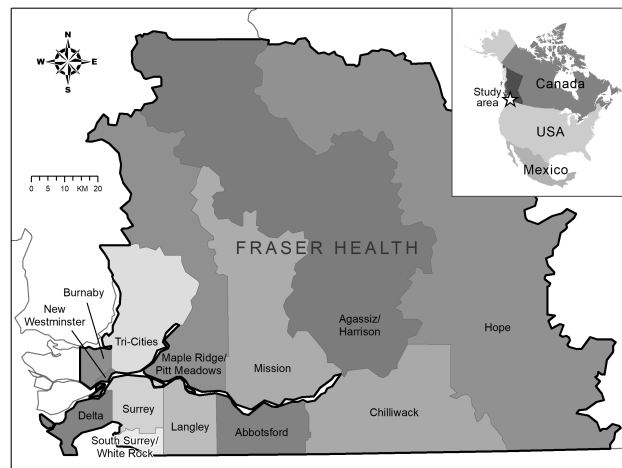 N
W E
S
0 5 10 KM 20
Canada
Study
area
USA
Mexico
FRASER HEALTH
Burnaby
New
Westminster
Tri-Cities
Maple Ridge/
Pitt Meadows
Mission
Agassiz/
Harrison
Hope
Delta
Surrey
South Surrey/
White Rock
Langley
Abbotsford
Chilliwack